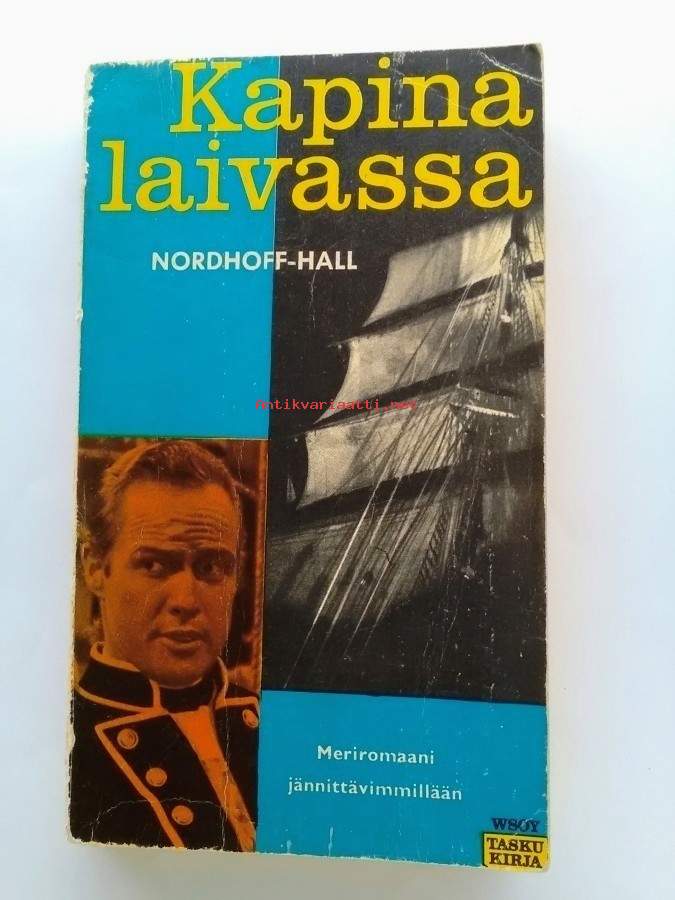 Kapina
laivassa
NORDHOFF-HALL
Antikvariaatti.net
Meriromaani
jännittävimmillään
WSOY
TASKU
KIRJA